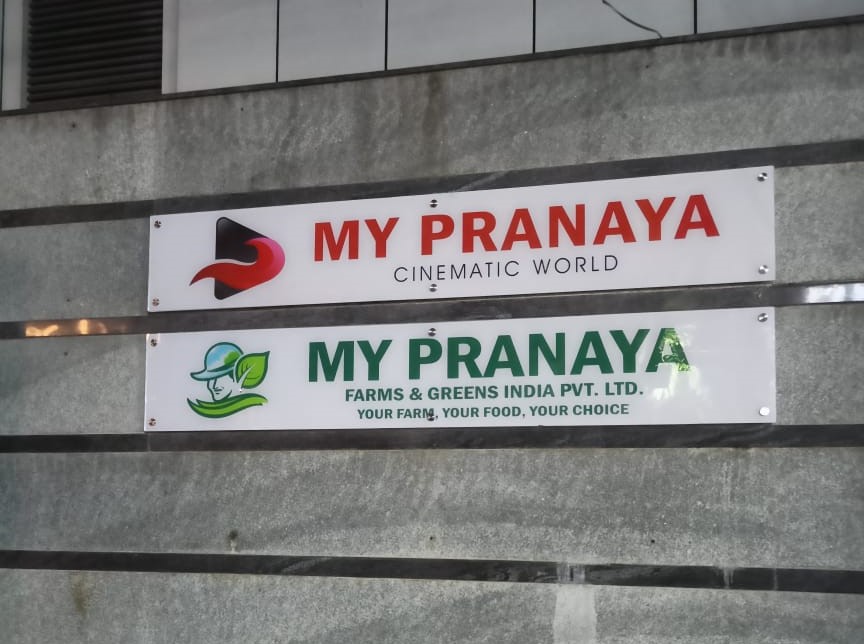 MY PRANAYA
CINEMATIC WORLD
MY PRANAYA
FARMS & GREENS INDIA PVT. LTD.
YOUR FARM, YOUR FOOD, YOUR CHOICE